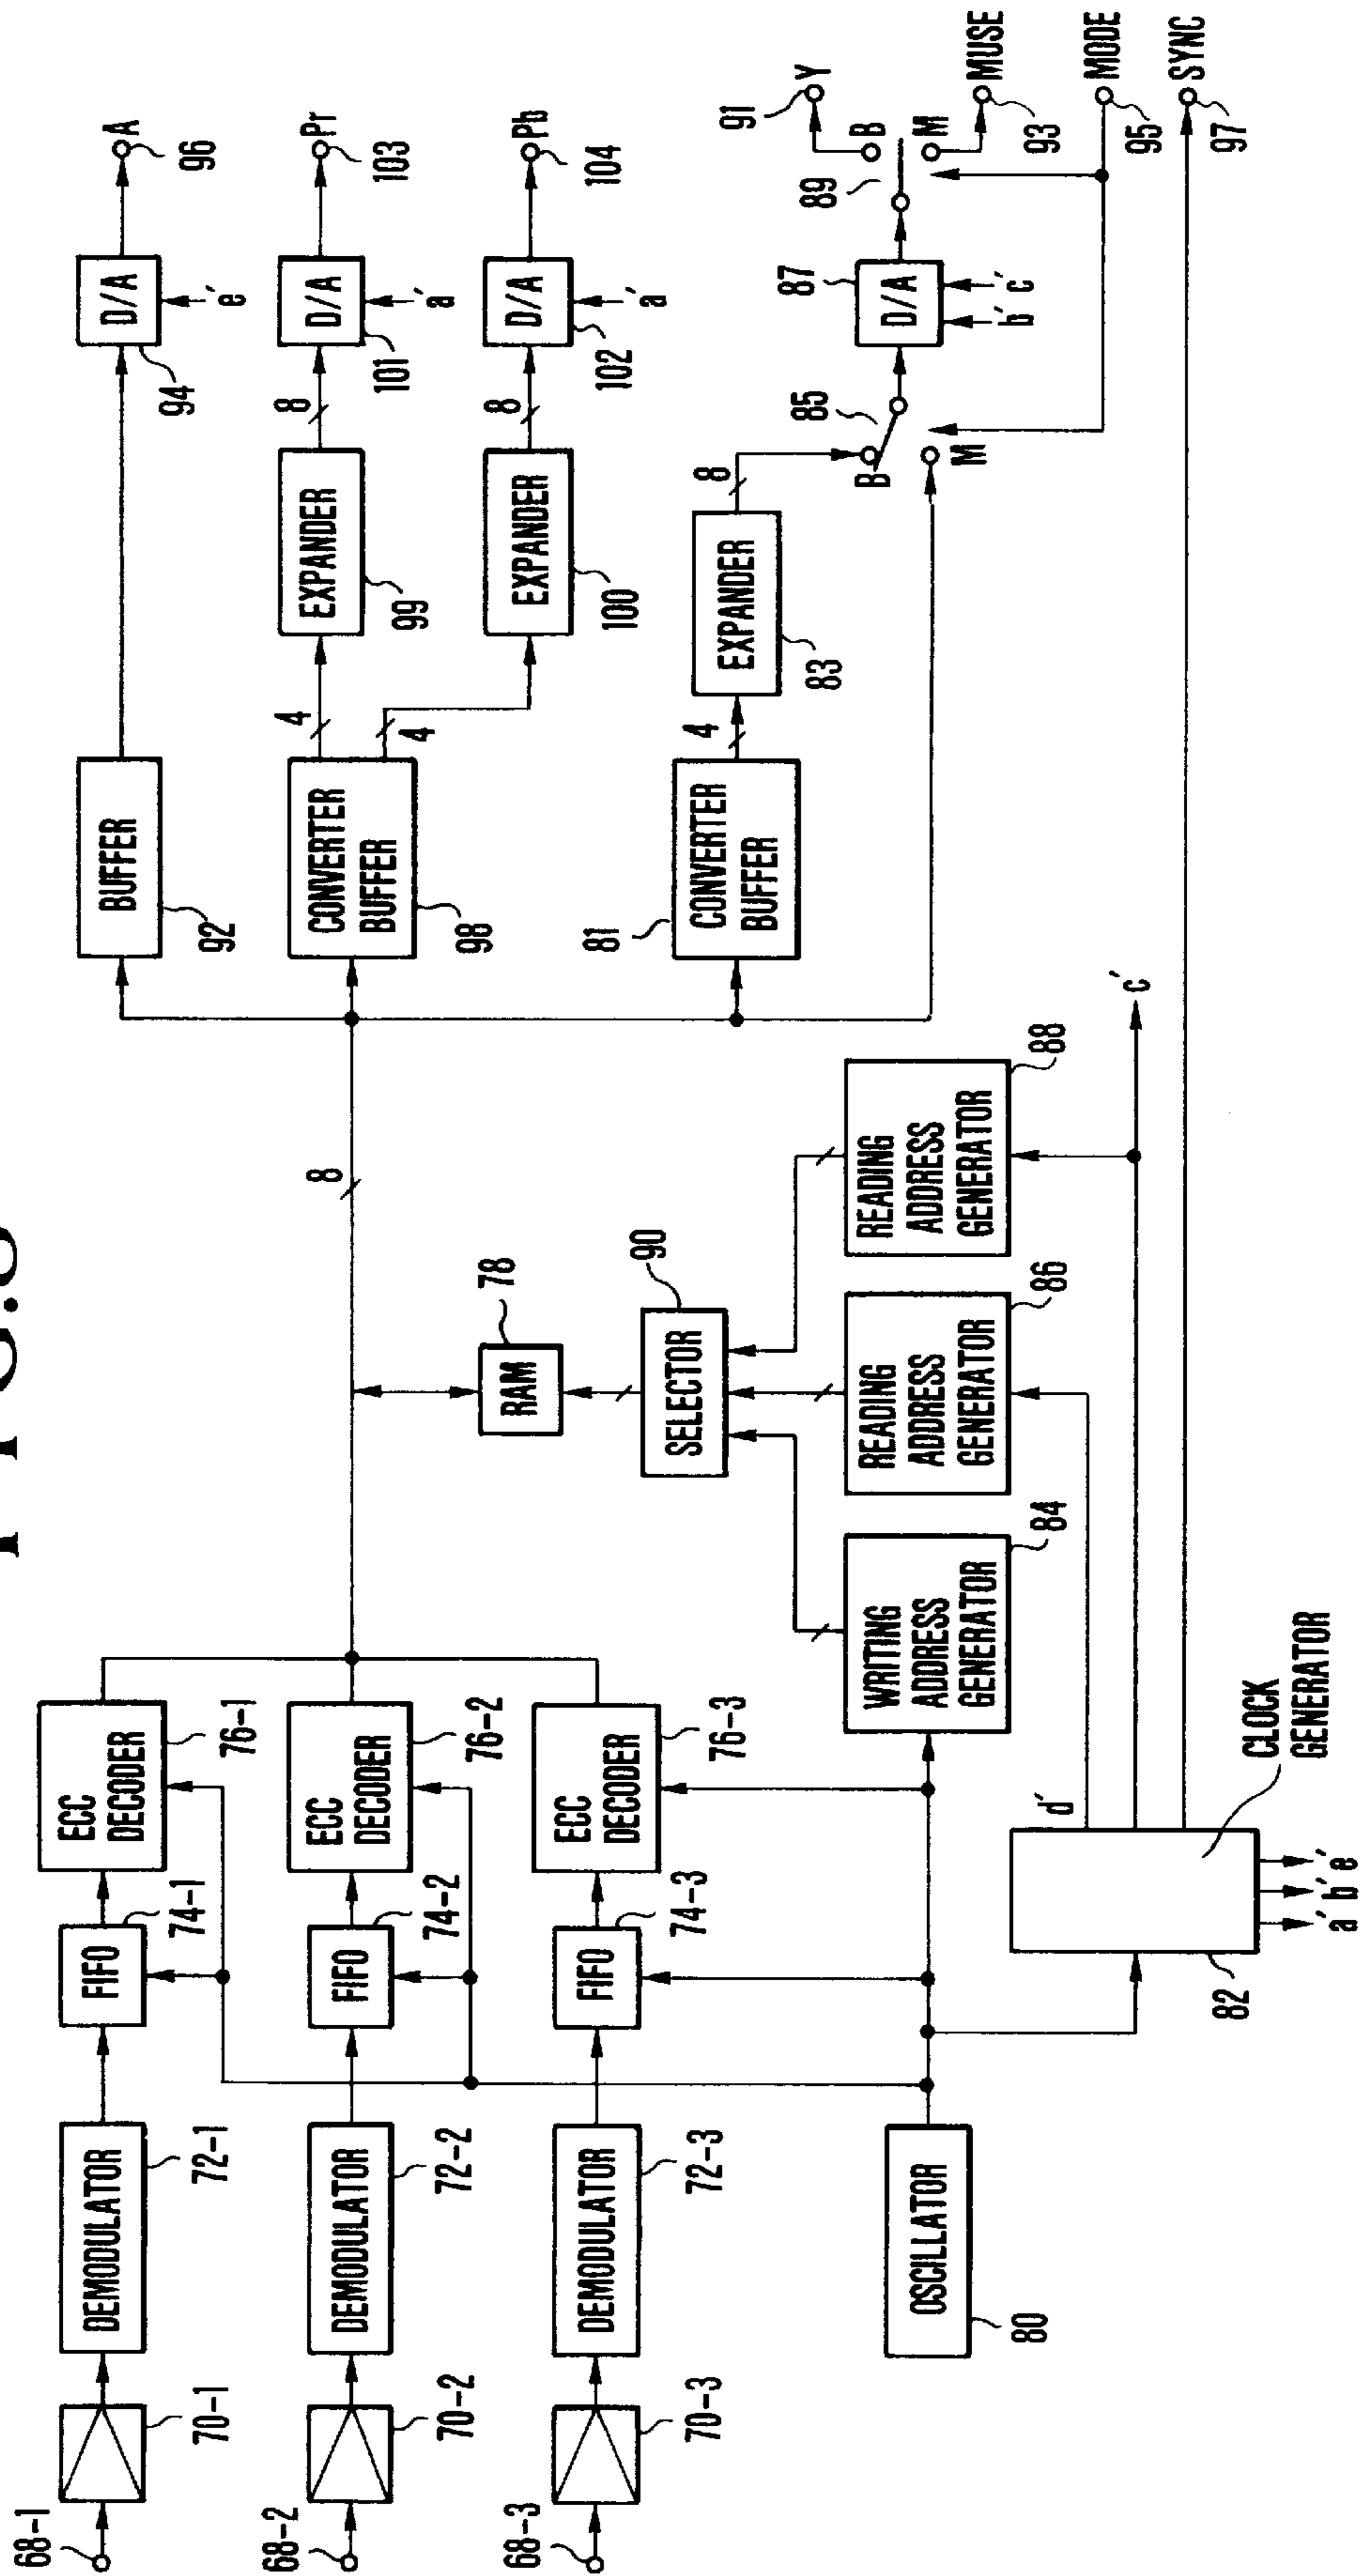 FIG.8
68-1
70-1
DEMODULATOR
72-1
FIFO
74-1
ECC
DECODER
76-1
68-2
70-2
DEMODULATOR
72-2
FIFO
74-2
ECC
DECODER
76-2
68-3
70-3
DEMODULATOR
72-3
FIFO
74-3
ECC
DECODER
76-3
8
RAM
78
SELECTOR
90
WRITING
ADDRESS
GENERATOR
84
READING
ADDRESS
GENERATOR
86
READING
ADDRESS
GENERATOR
88
OSCILLATOR
80
82
CLOCK
GENERATOR
a'
b'
e'
d'
c'
BUFFER
92
D/A
94
e'
A
96
CONVERTER
BUFFER
98
4
4
EXPANDER
99
8
D/A
101
a'
Pr
103
EXPANDER
100
8
D/A
102
a'
Pb
104
CONVERTER
BUFFER
81
4
EXPANDER
83
8
B
M
85
D/A
87
b'
c'
89
B
M
91
Y
MUSE
93
MODE
95
SYNC
97